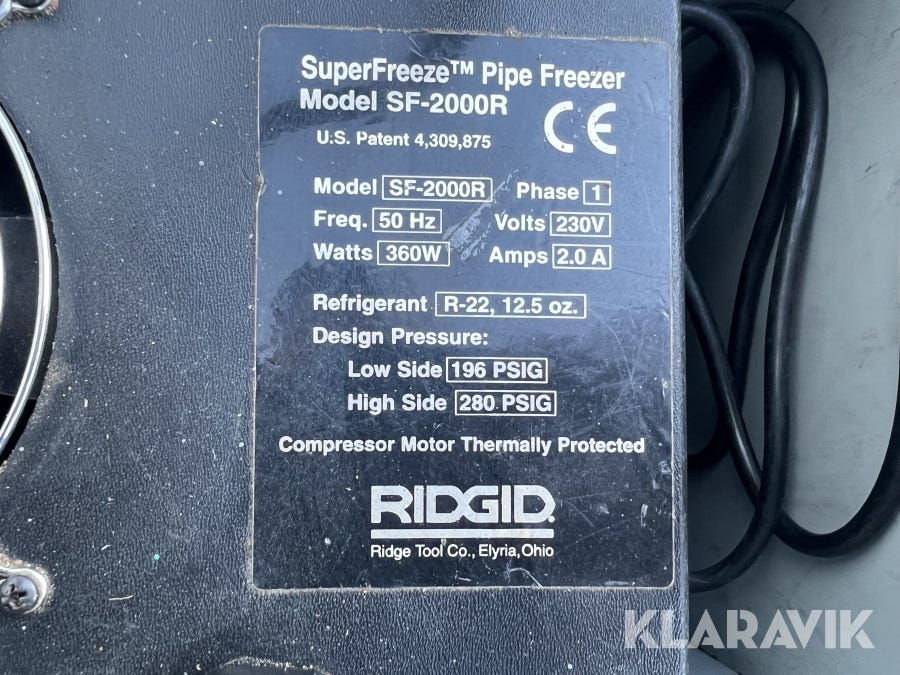 SuperFreeze™ Pipe Freezer
Model SF-2000R
CE
U.S. Patent 4,309,875
Model SF-2000R Phase 1
Freq. 50 Hz Volts 230V
Watts 360W Amps 2.0 A
Refrigerant R-22, 12.5 oz.
Design Pressure:
Low Side 196 PSIG
High Side 280 PSIG
Compressor Motor Thermally Protected
RIDGID
Ridge Tool Co., Elyria, Ohio
KLARAVIK